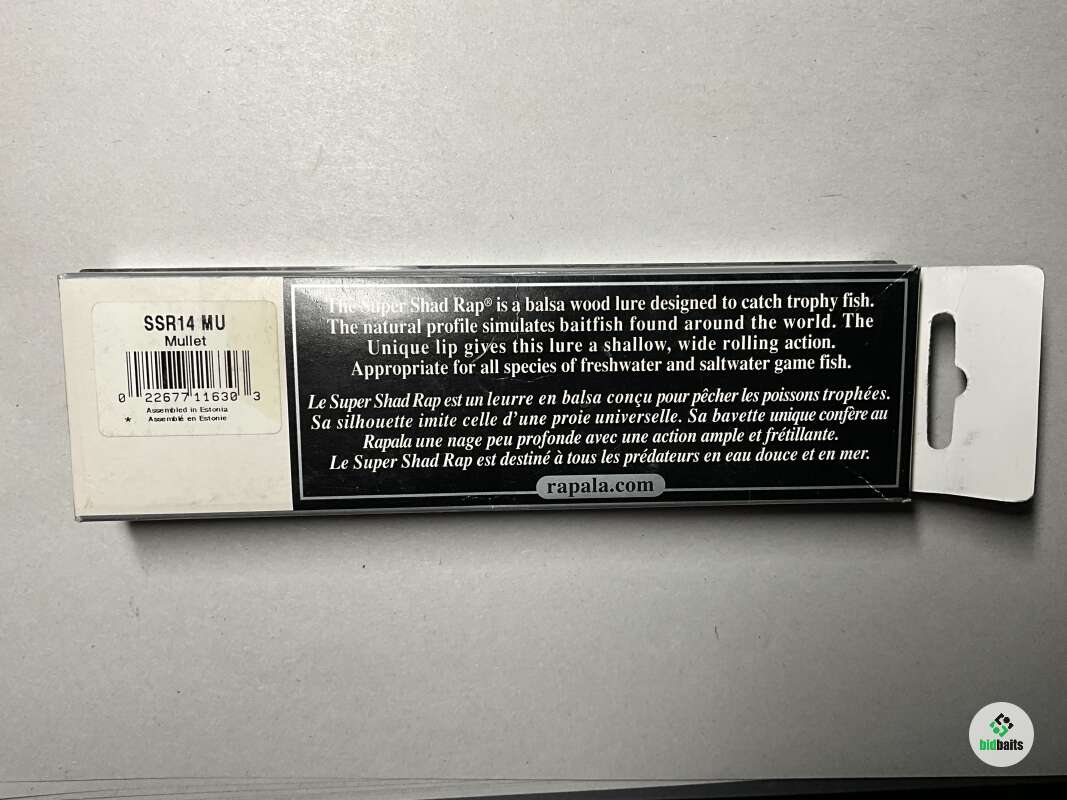 SSR14 MU
Mullet
0 22677 11630 3
Assembled in Estonia
* Assemblé en Estonie
The Super Shad Rap® is a balsa wood lure designed to catch trophy fish.
The natural profile simulates baitfish found around the world. The
Unique lip gives this lure a shallow, wide rolling action.
Appropriate for all species of freshwater and saltwater game fish.
Le Super Shad Rap est un leurre en balsa conçu pour pêcher les poissons trophées.
Sa silhouette imite celle d'une proie universelle. Sa bavette unique confère au
Rapala une nage peu profonde avec une action ample et frétillante.
Le Super Shad Rap est destiné à tous les prédateurs en eau douce et en mer.
rapala.com
bidbaits